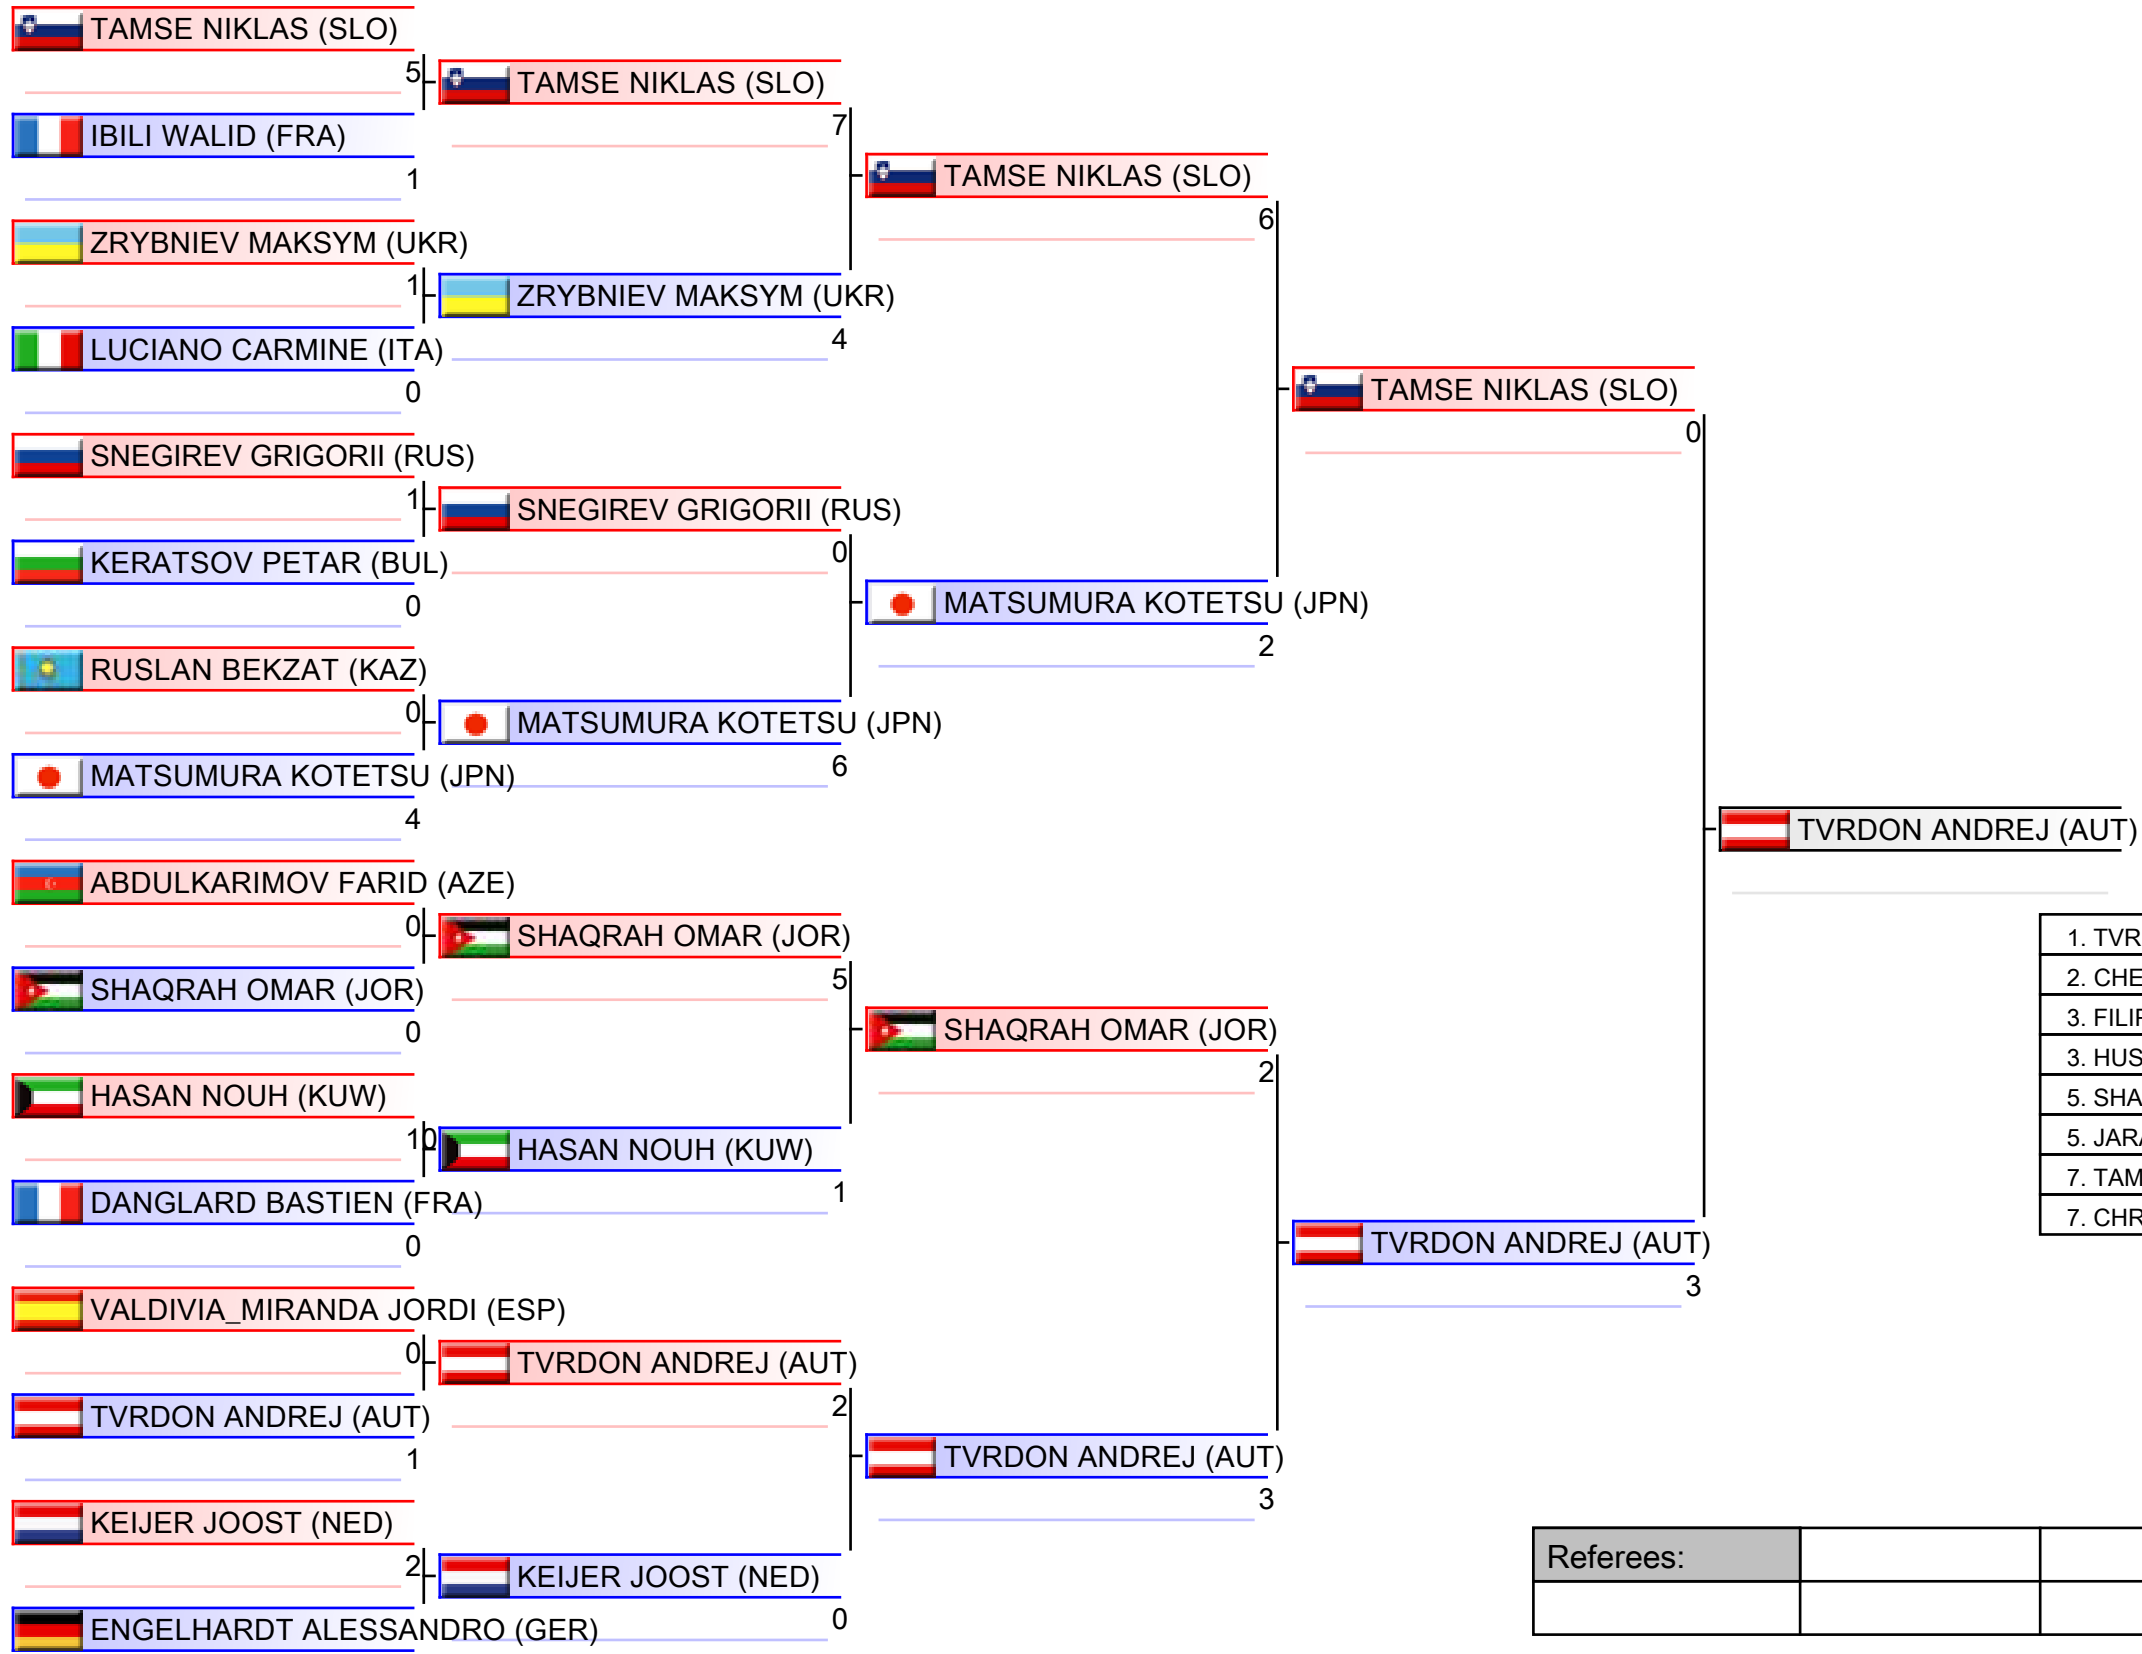 TAMSE NIKLAS (SLO)
5
IBILI WALID (FRA)
1
ZRYBNIEV MAKSYM (UKR)
1
LUCIANO CARMINE (ITA)
0
SNEGIREV GRIGORII (RUS)
1
KERATSOV PETAR (BUL)
0
RUSLAN BEKZAT (KAZ)
0
MATSUMURA KOTETSU (JPN)
4
ABDULKARIMOV FARID (AZE)
0
SHAQRAH OMAR (JOR)
0
HASAN NOUH (KUW)
10
DANGLARD BASTIEN (FRA)
0
VALDIVIA_MIRANDA JORDI (ESP)
0
TVRDON ANDREJ (AUT)
1
KEIJER JOOST (NED)
2
ENGELHARDT ALESSANDRO (GER)
TAMSE NIKLAS (SLO)
7
ZRYBNIEV MAKSYM (UKR)
4
SNEGIREV GRIGORII (RUS)
0
MATSUMURA KOTETSU (JPN)
6
SHAQRAH OMAR (JOR)
5
HASAN NOUH (KUW)
1
TVRDON ANDREJ (AUT)
2
KEIJER JOOST (NED)
0
TAMSE NIKLAS (SLO)
6
MATSUMURA KOTETSU (JPN)
2
SHAQRAH OMAR (JOR)
2
TVRDON ANDREJ (AUT)
3
TAMSE NIKLAS (SLO)
0
TVRDON ANDREJ (AUT)
3
TVRDON ANDREJ (AUT)
1. TVR
2. CHE
3. FILI
3. HUS
5. SHA
5. JAR
7. TAM
7. CHR
Referees: